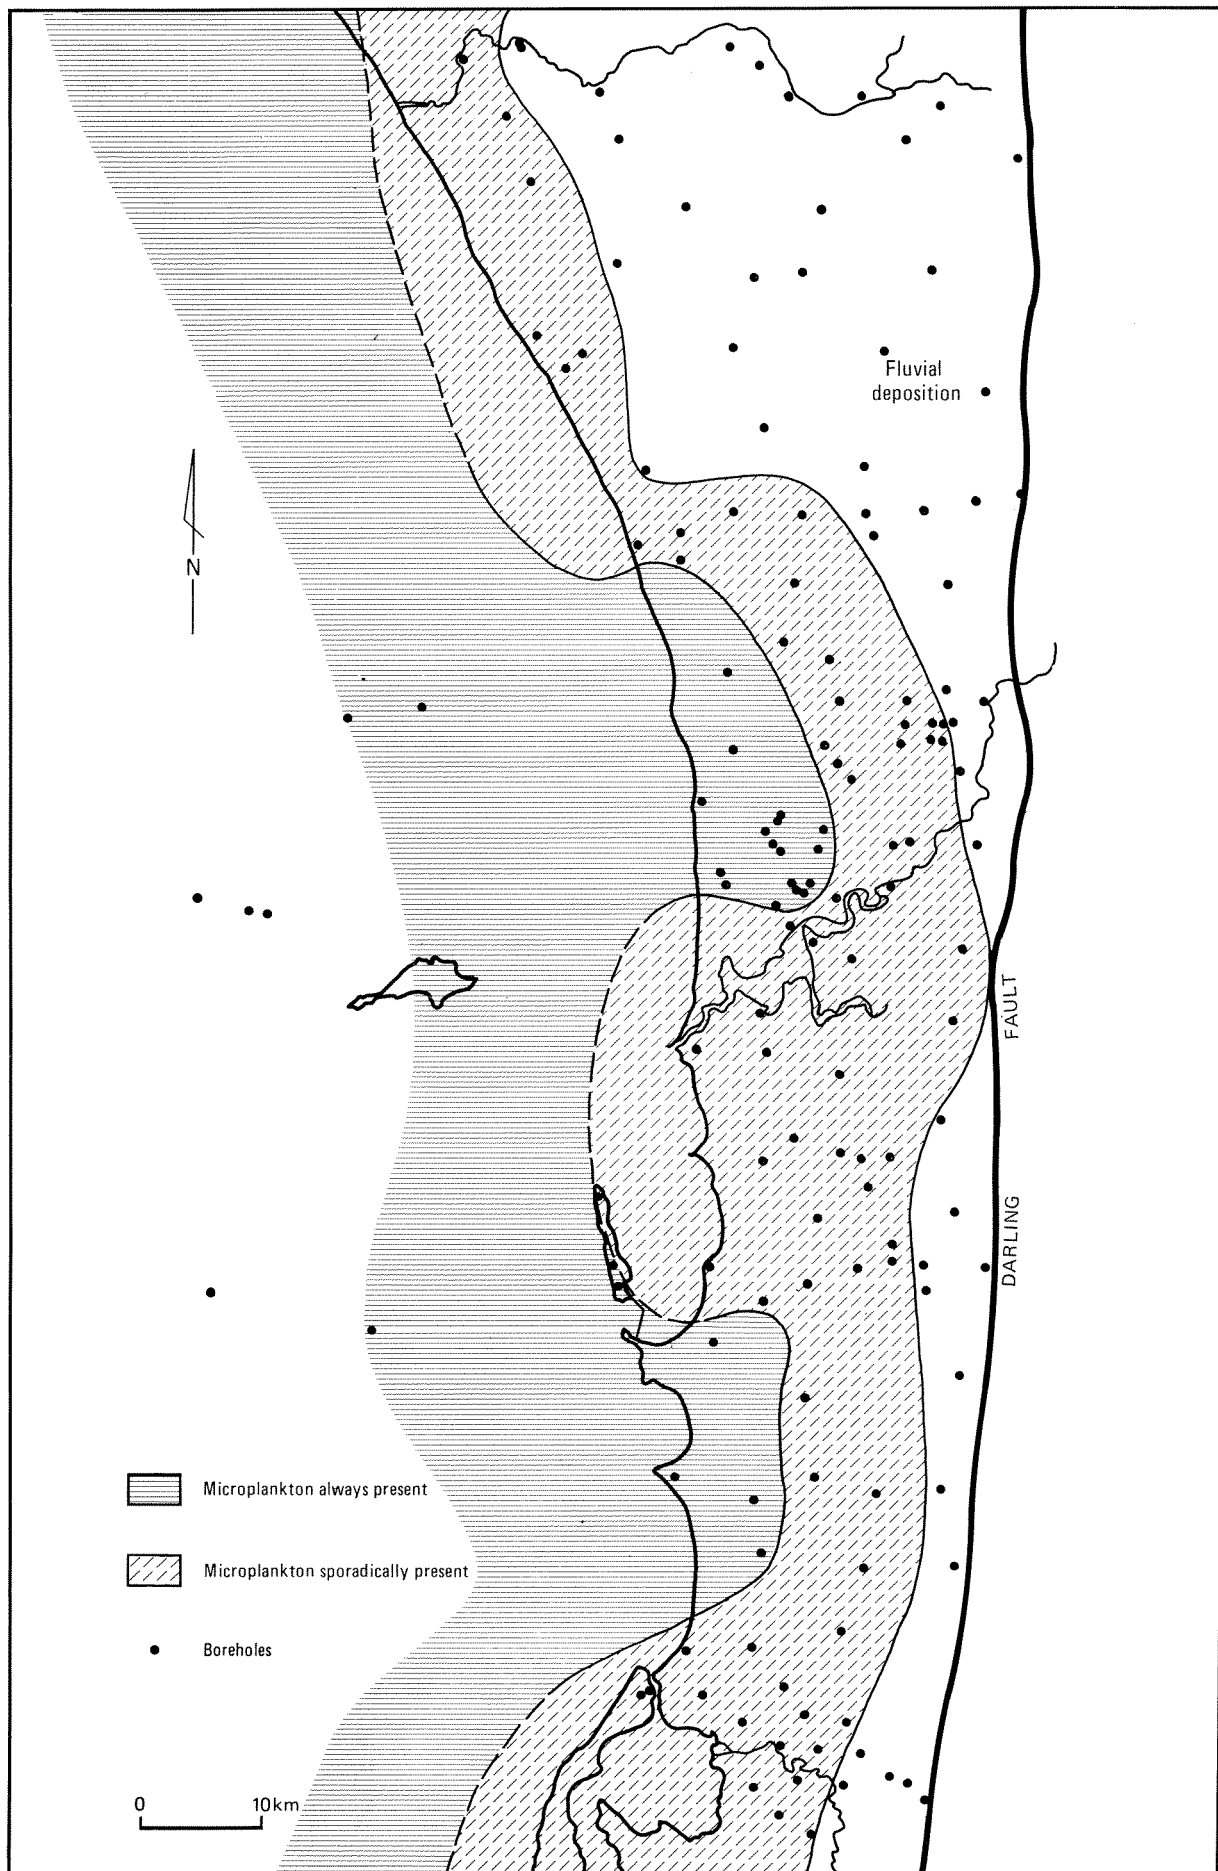 Fluvial
deposition
N
FAULT
DARLING
Microplankton always present
Microplankton sporadically present
Boreholes
0 10km